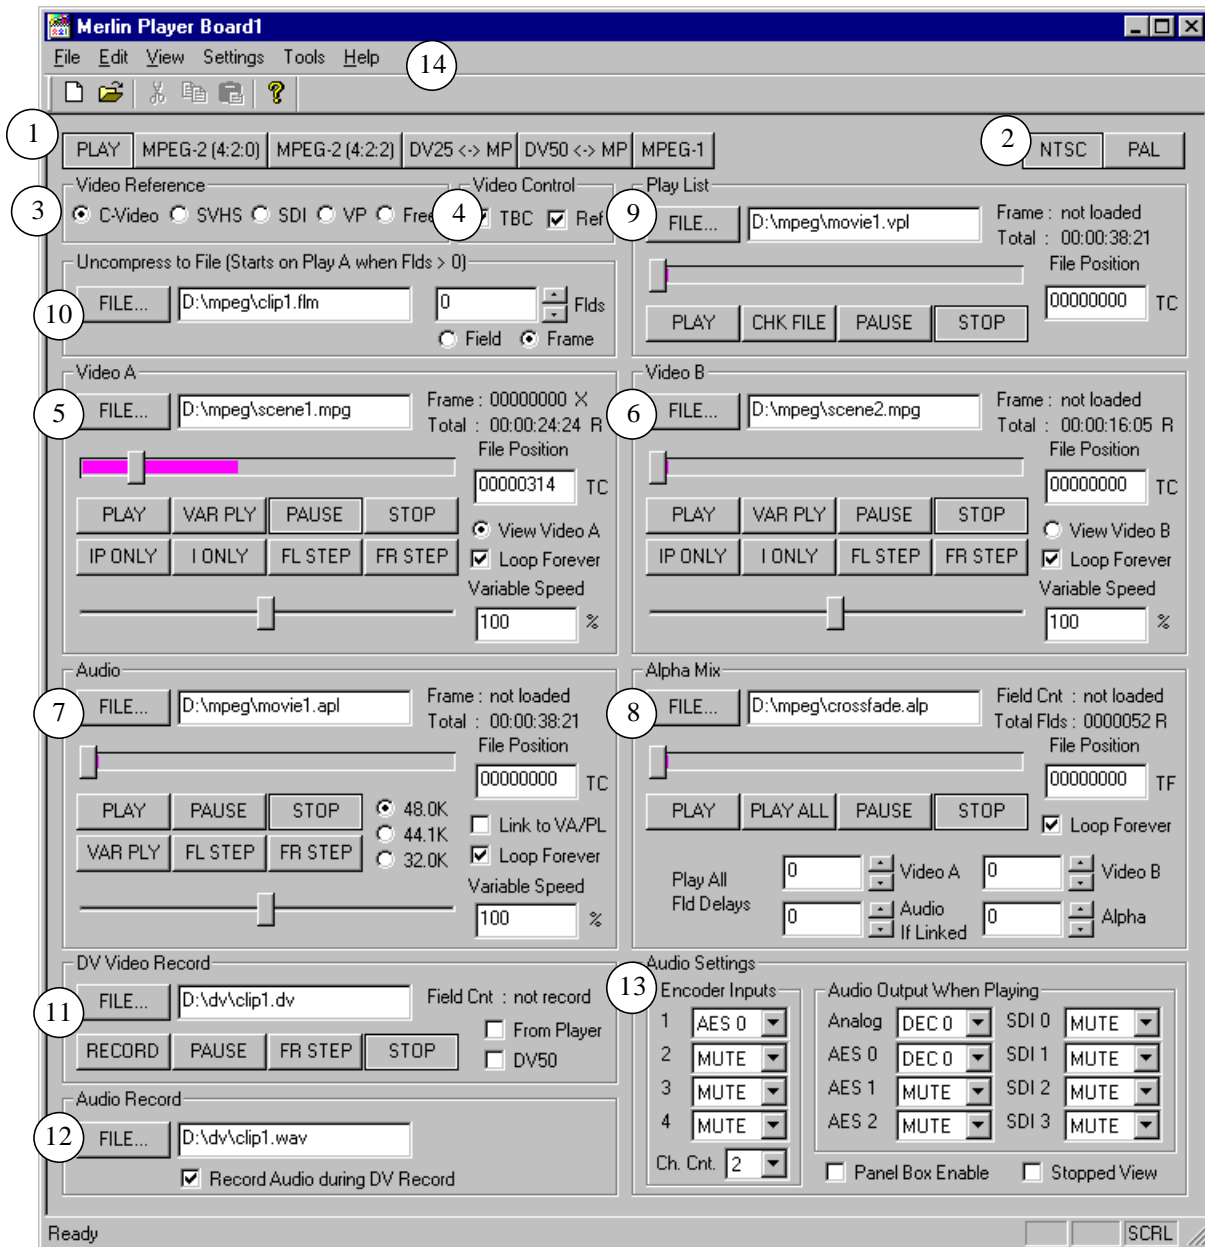 Merlin Player Board1
File Edit View Settings Tools Help
14
1
PLAY MPEG-2 (4:2:0) MPEG-2 (4:2:2) DV25 <-> MP DV50 <-> MP MPEG-1
2
NTSC PAL
Video Reference
3
C-Video SVHS SDI VP Free
Video Control
4
TBC Ref
Play List
9
FILE... D:\mpeg\movie1.vpl
Frame : not loaded
Total : 00:00:38:21
File Position
00000000 TC
PLAY CHK FILE PAUSE STOP
Uncompress to File (Starts on Play A when Flds > 0)
10
FILE... D:\mpeg\clip1.flm 0 Flds
Field Frame
Video A
5
FILE... D:\mpeg\scene1.mpg
Frame : 00000000 X
Total : 00:00:24:24 R
File Position
00000314 TC
PLAY VAR PLY PAUSE STOP
View Video A
IP ONLY I ONLY FL STEP FR STEP
Loop Forever
Variable Speed
100 %
Video B
6
FILE... D:\mpeg\scene2.mpg
Frame : not loaded
Total : 00:00:16:05 R
File Position
00000000 TC
PLAY VAR PLY PAUSE STOP
View Video B
IP ONLY I ONLY FL STEP FR STEP
Loop Forever
Variable Speed
100 %
Audio
7
FILE... D:\mpeg\movie1.apl
Frame : not loaded
Total : 00:00:38:21
File Position
00000000 TC
PLAY PAUSE STOP
48.0K
44.1K
32.0K
Link to VA/PL
VAR PLY FL STEP FR STEP
Loop Forever
Variable Speed
100 %
Alpha Mix
8
FILE... D:\mpeg\crossfade.alp
Field Cnt : not loaded
Total Flds : 0000052 R
File Position
00000000 TF
PLAY PLAY ALL PAUSE STOP
Loop Forever
Play All
Fld Delays
0 Video A 0 Video B
0 Audio
If Linked
0 Alpha
DV Video Record
11
FILE... D:\dv\clip1.dv
Field Cnt : not record
From Player
RECORD PAUSE FR STEP STOP
DV50
Audio Record
12
FILE... D:\dv\clip1.wav
Record Audio during DV Record
Audio Settings
13
Encoder Inputs
1 AES 0
2 MUTE
3 MUTE
4 MUTE
Ch. Cnt. 2
Audio Output When Playing
Analog DEC 0 SDI 0 MUTE
AES 0 DEC 0 SDI 1 MUTE
AES 1 MUTE SDI 2 MUTE
AES 2 MUTE SDI 3 MUTE
Panel Box Enable Stopped View
Ready
SCRL